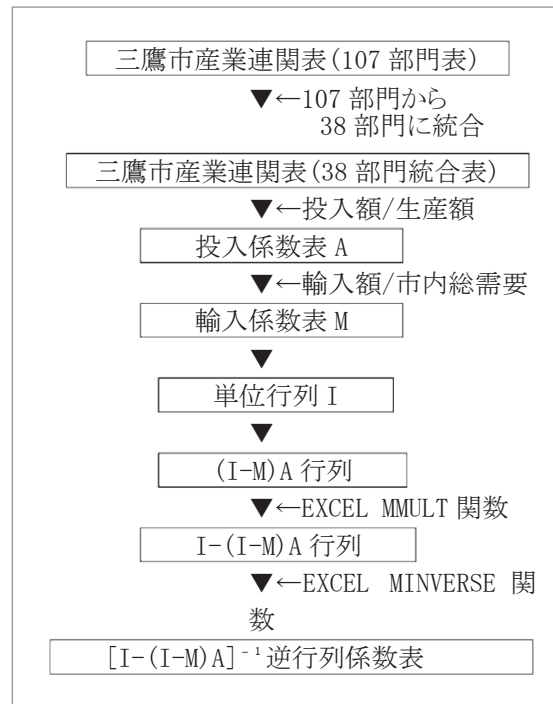 三鷹市産業連関表(107 部門表)
▼←107 部門から
38 部門に統合
三鷹市産業連関表(38 部門統合表)
▼←投入額/生産額
投入係数表 A
▼←輸入額/市内総需要
輸入係数表 M
▼
単位行列 I
▼
(I-M)A 行列
▼←EXCEL MMULT 関数
I-(I-M)A 行列
▼←EXCEL MINVERSE 関
数
[I-(I-M)A]⁻¹逆行列係数表